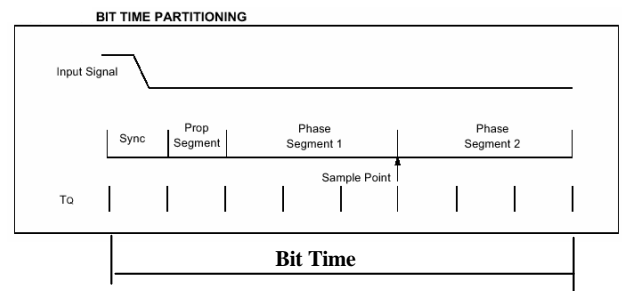 BIT TIME PARTITIONING
Input Signal
Sync
Prop
Segment
Phase
Segment 1
Phase
Segment 2
Sample Point
TQ
Bit Time